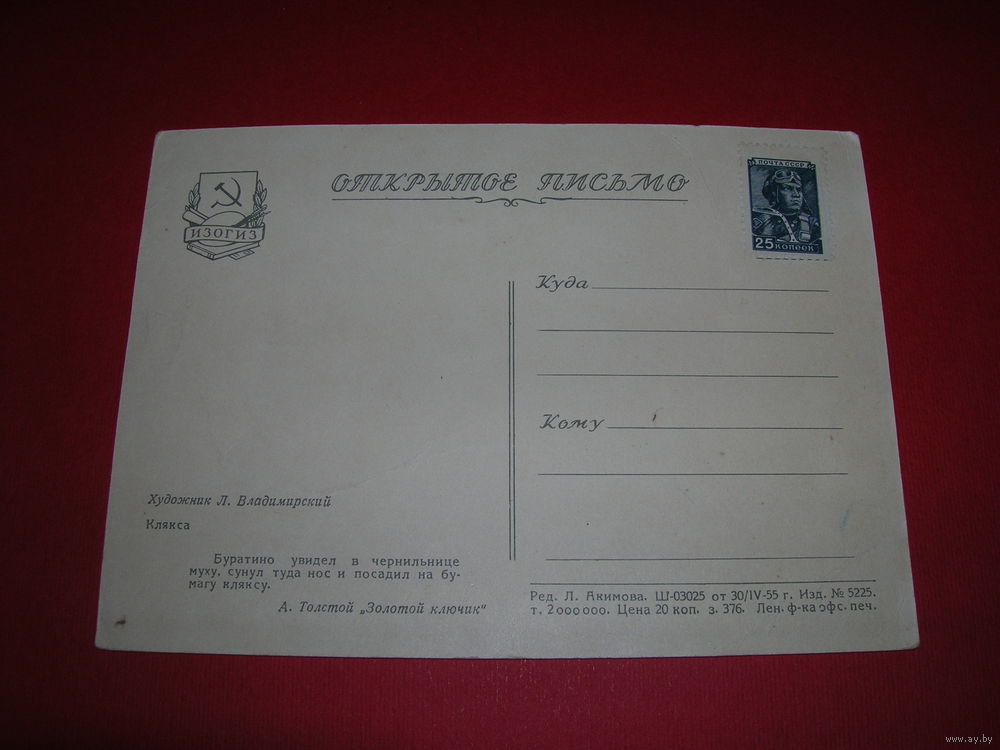 ОТКРЫТОЕ ПИСЬМО
ИЗОГИЗ
ПОЧТА СССР
25 КОПЕЕК
Куда
Кому
Художник Л. Владимирский
Клякса
Буратино увидел в чернильнице
муху, сунул туда нос и посадил на бу-
магу кляксу.
А. Толстой „Золотой ключик"
Ред. Л. Акимова. Ш-03025 от 30/IV-55 г. Изд. № 5225.
т. 2 000 000. Цена 20 коп. з. 376. Лен. ф-ка офс. печ.
www.ay.by